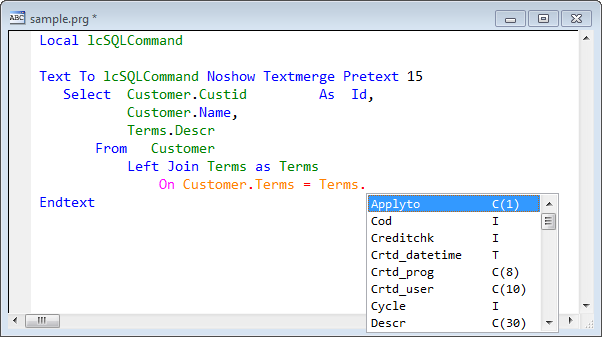 ABC sample.prg *
Local lcSQLCommand
Text To lcSQLCommand Noshow Textmerge Pretext 15
Select Customer.Custid As Id,
Customer.Name,
Terms.Descr
From Customer
Left Join Terms as Terms
On Customer.Terms = Terms.
Endtext
Applyto C(1)
Cod I
Creditchk I
Crtd_datetime T
Crtd_prog C(8)
Crtd_user C(10)
Cycle I
Descr C(30)